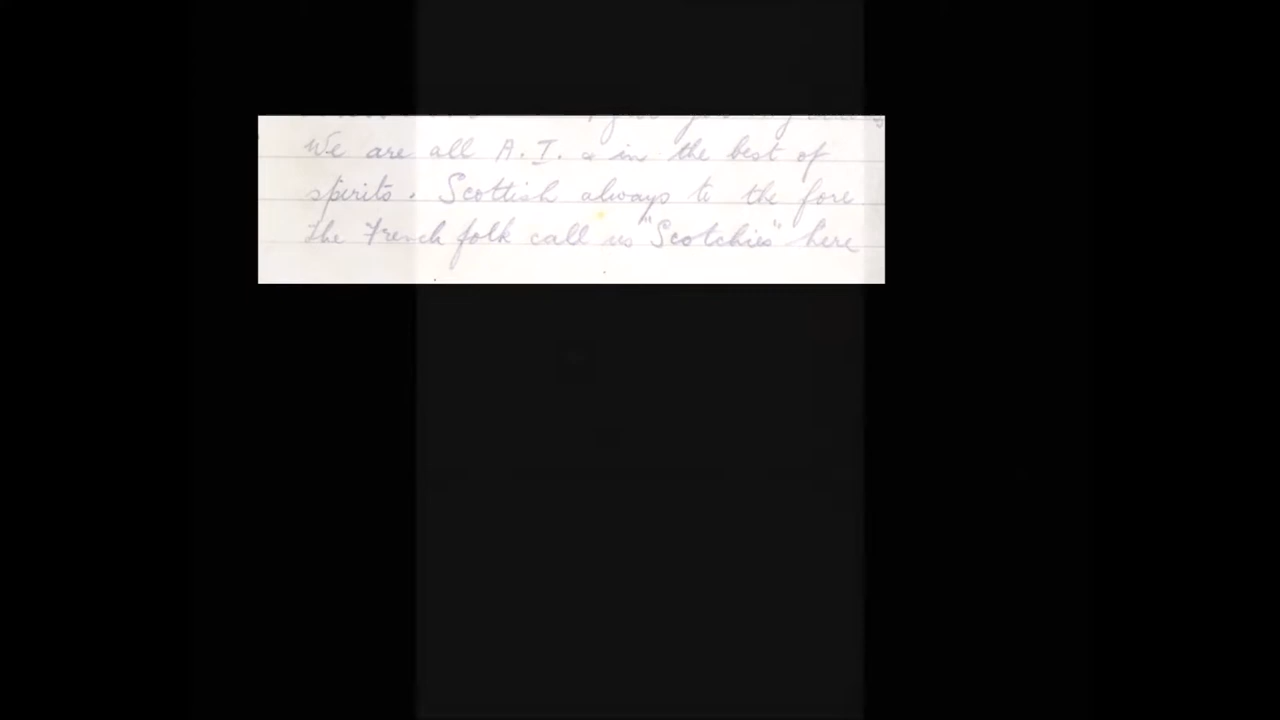 We are all A.I. & in the best of
spirits. Scottish always to the fore
the French folk call us "Scotchies" here